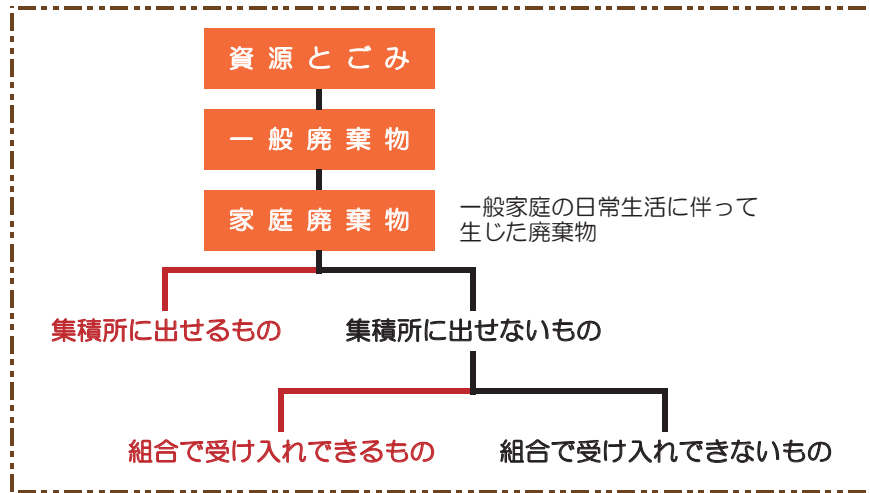 資源とごみ
一般廃棄物
家庭廃棄物
一般家庭の日常生活に伴って
生じた廃棄物
集積所に出せるもの
集積所に出せないもの
組合で受け入れできるもの
組合で受け入れできないもの